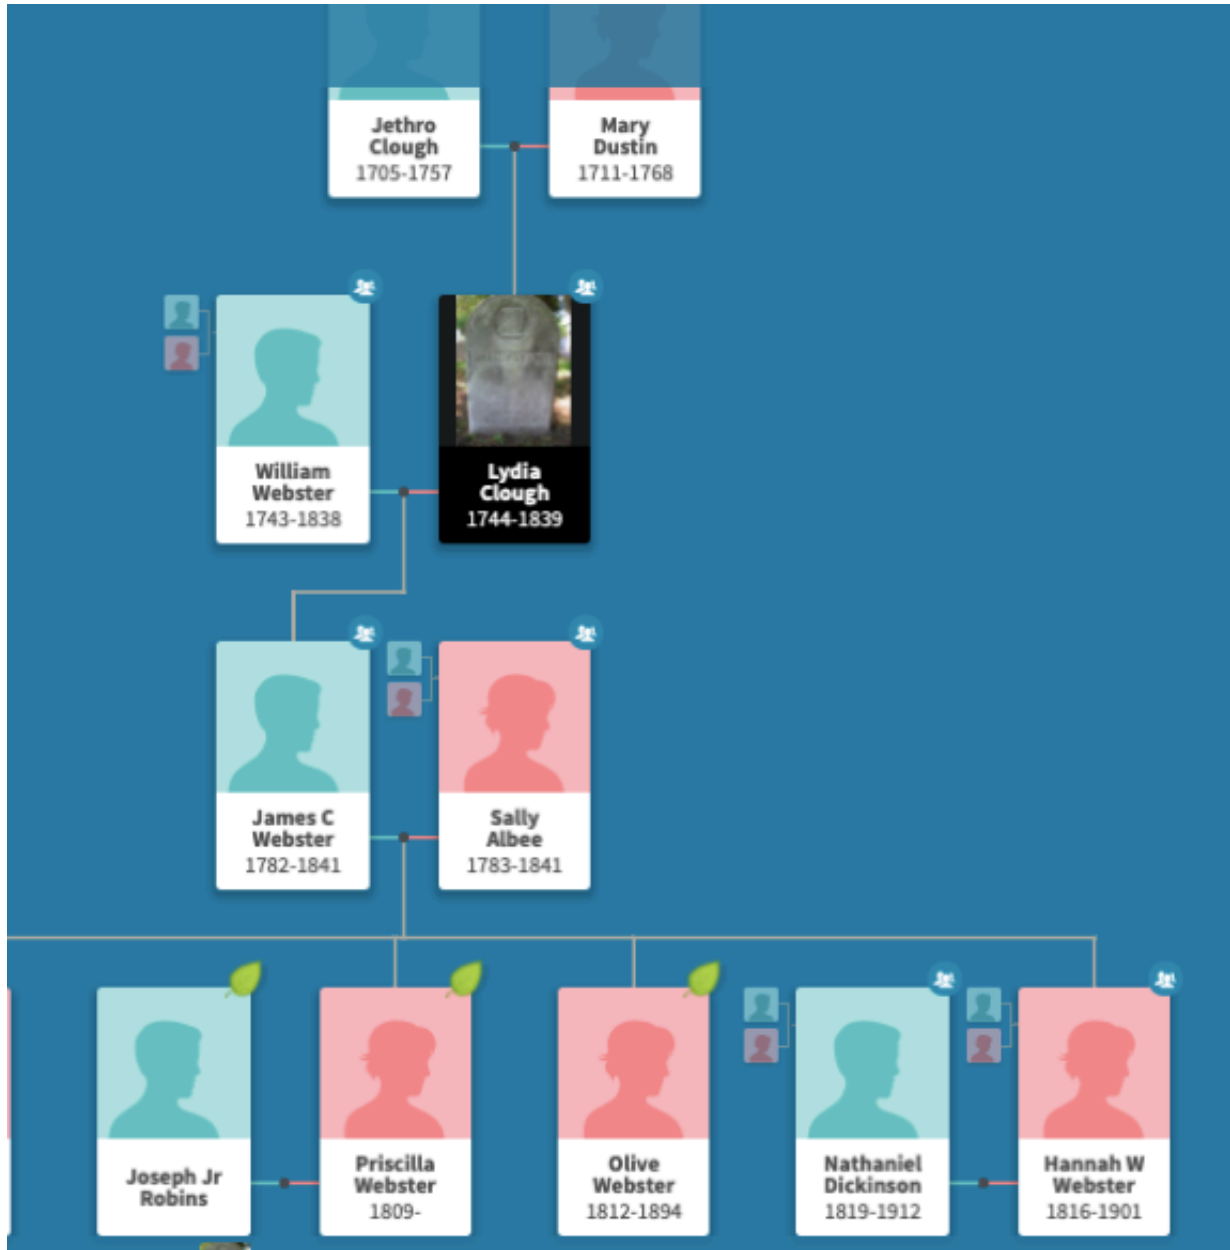 Jethro
Clough
1705-1757
Mary
Dustin
1711-1768
William
Webster
1743-1838
Lydia
Clough
1744-1839
James C
Webster
1782-1841
Sally
Albee
1783-1841
Joseph Jr
Robins
Priscilla
Webster
1809-
Olive
Webster
1812-1894
Nathaniel
Dickinson
1819-1912
Hannah W
Webster
1816-1901